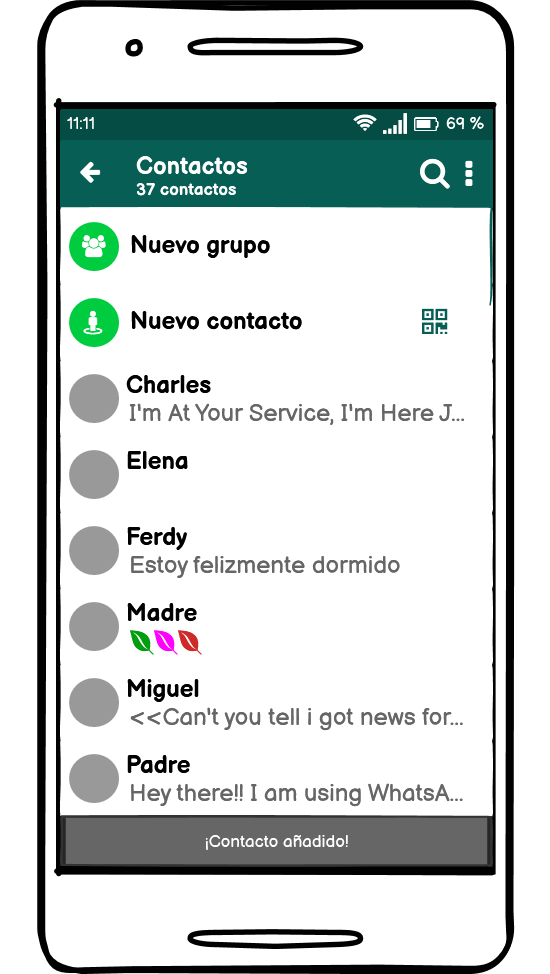 11:11 69 %
Contactos
37 contactos
Nuevo grupo
Nuevo contacto
Charles
I'm At Your Service, I'm Here J...
Elena
Ferdy
Estoy felizmente dormido
Madre
Miguel
<<Can't you tell i got news for...
Padre
Hey there!! I am using WhatsA...
¡Contacto añadido!